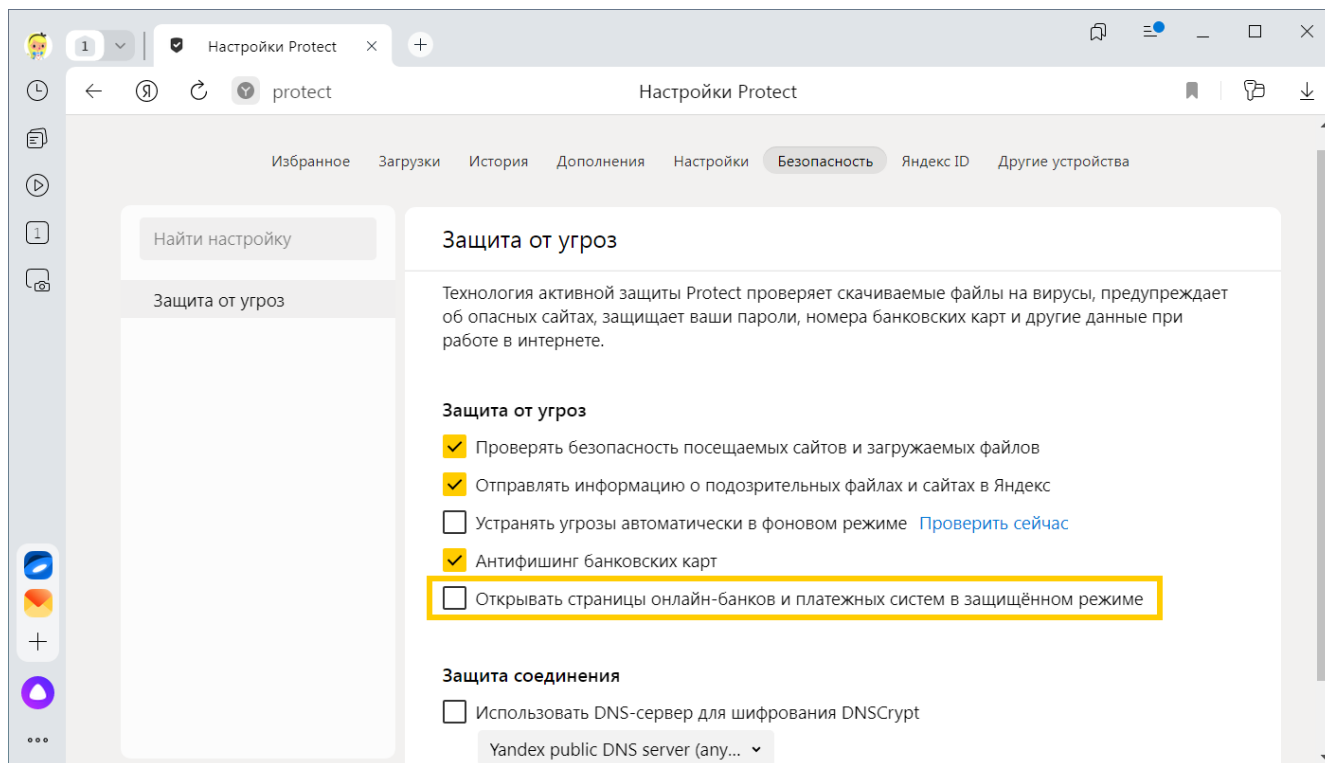 1
Настройки Protect
Я
protect
Настройки Protect
1
Избранное Загрузки История Дополнения Настройки Безопасность Яндекс ID Другие устройства
Найти настройку
Защита от угроз
Защита от угроз
Технология активной защиты Protect проверяет скачиваемые файлы на вирусы, предупреждает
об опасных сайтах, защищает ваши пароли, номера банковских карт и другие данные при
работе в интернете.
Защита от угроз
Проверять безопасность посещаемых сайтов и загружаемых файлов
Отправлять информацию о подозрительных файлах и сайтах в Яндекс
Устранять угрозы автоматически в фоновом режиме Проверить сейчас
Антифишинг банковских карт
Открывать страницы онлайн-банков и платежных систем в защищённом режиме
Защита соединения
Использовать DNS-сервер для шифрования DNSCrypt
Yandex public DNS server (any...